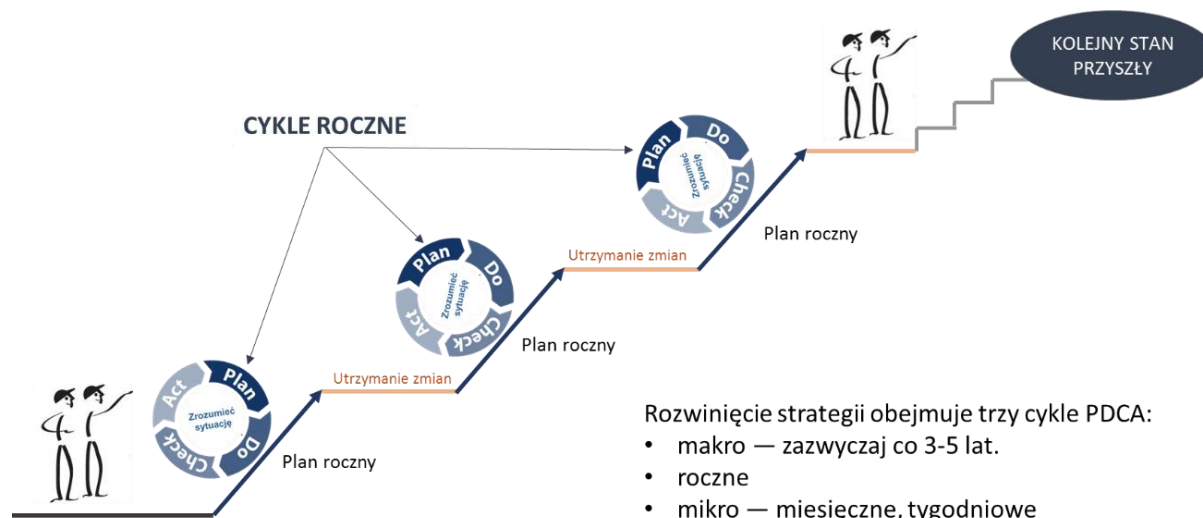 KOLEJNY STAN
PRZYSZŁY
CYKLE ROCZNE
Plan
Do
Check
Act
Zrozumieć
sytuację
Plan roczny
Utrzymanie zmian
Plan
Do
Check
Act
Zrozumieć
sytuację
Plan roczny
Utrzymanie zmian
Plan
Do
Check
Act
Zrozumieć
sytuację
Plan roczny
Rozwinięcie strategii obejmuje trzy cykle PDCA:
• makro — zazwyczaj co 3-5 lat.
• roczne
• mikro — miesięczne, tygodniowe